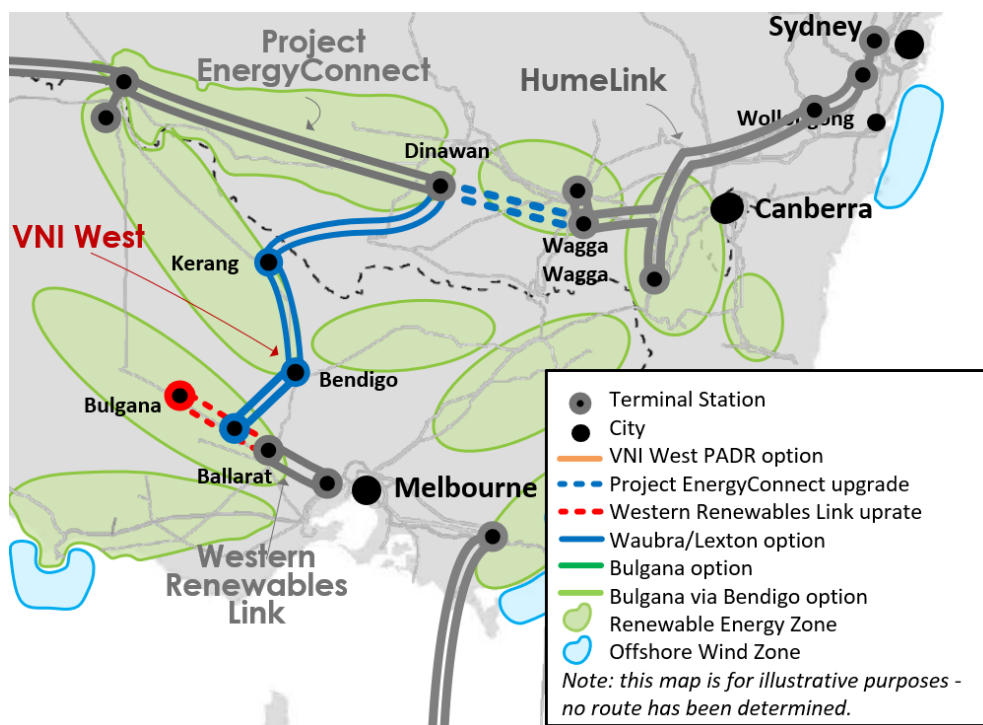 Sydney
Project
EnergyConnect
HumeLink
Wollongong
Dinawan
Canberra
VNI West
Kerang
Wagga
Wagga
Bendigo
Bulgana
Ballarat
Melbourne
Western
Renewables
Link
Terminal Station
City
VNI West PADR option
Project EnergyConnect upgrade
Western Renewables Link uprate
Waubra/Lexton option
Bulgana option
Bulgana via Bendigo option
Renewable Energy Zone
Offshore Wind Zone
Note: this map is for illustrative purposes -
no route has been determined.